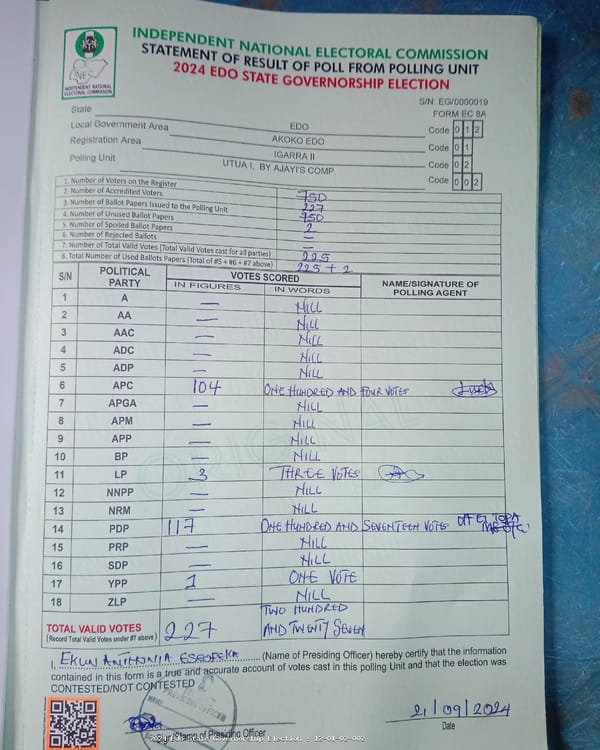 INDEPENDENT NATIONAL ELECTORAL COMMISSION
STATEMENT OF RESULT OF POLL FROM POLLING UNIT
2024 EDO STATE GOVERNORSHIP ELECTION
INDEPENDENT NATIONAL ELECTORAL COMMISSION
S/N: EG/0000019
FORM EC 8A
State EDO Code 0 1 2
Local Government Area AKOKO EDO Code 0 1
Registration Area IGARRA II Code 0 2
Polling Unit UTUA I, BY AJAYI'S COMP. Code 0 0 2
1. Number of Voters on the Register 750
2. Number of Accredited Voters 227
3. Number of Ballot Papers Issued to the Polling Unit 750
4. Number of Unused Ballot Papers 2
5. Number of Spoiled Ballot Papers —
6. Number of Rejected Ballots —
7. Number of Total Valid Votes (Total Valid Votes cast for all parties) 225
8. Total Number of Used Ballots Papers (Total of #5 + #6 + #7 above) 225 + 2
S/N POLITICAL PARTY VOTES SCORED NAME/SIGNATURE OF POLLING AGENT
IN FIGURES IN WORDS
1 A — NILL
2 AA — NILL
3 AAC — NILL
4 ADC — NILL
5 ADP — NILL
6 APC 104 ONE HUNDRED AND FOUR VOTES
7 APGA — NILL
8 APM — NILL
9 APP — NILL
10 BP — NILL
11 LP 3 THREE VOTES
12 NNPP — NILL
13 NRM — NILL
14 PDP 117 ONE HUNDRED AND SEVENTEEN VOTES
15 PRP — NILL
16 SDP — NILL
17 YPP 1 ONE VOTE
18 ZLP — NILL
TOTAL VALID VOTES 227 TWO HUNDRED AND TWENTY SEVEN
(Record Total Valid Votes under #7 above)
I, EKUN (Name of Presiding Officer) hereby certify that the information
contained in this form is a true and accurate account of votes cast in this polling Unit and that the election was
CONTESTED/NOT CONTESTED
21/09/2024
Sign/Stamp of Presiding Officer Date
Election : 12-01-02-002